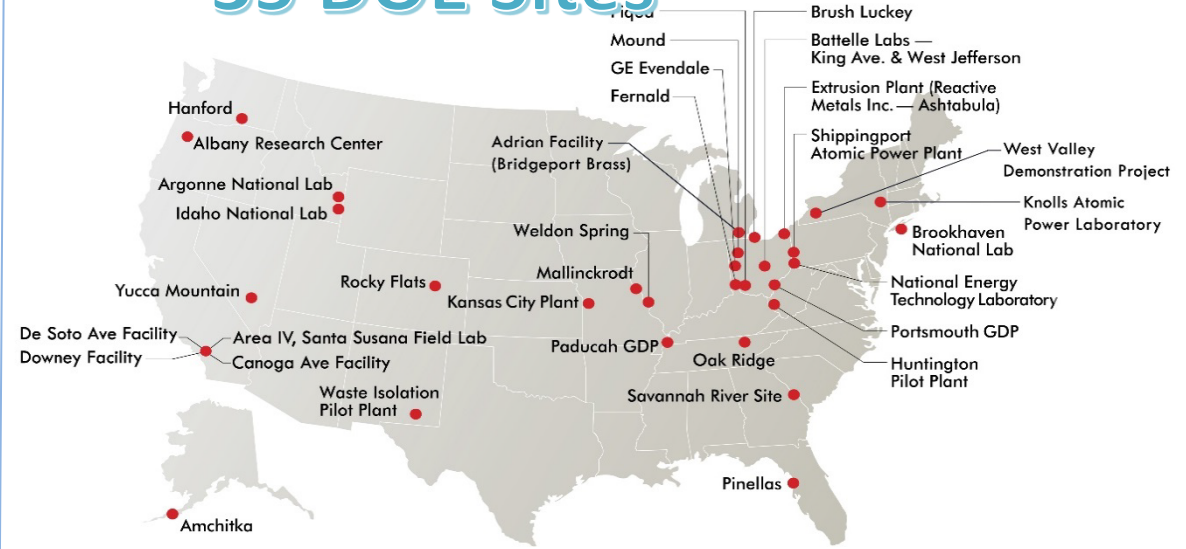 DOE Sites
Piqua
Mound
GE Evendale
Fernald
Adrian Facility
(Bridgeport Brass)
Brush Luckey
Battelle Labs —
King Ave. & West Jefferson
Extrusion Plant (Reactive
Metals Inc. — Ashtabula)
Shippingport
Atomic Power Plant
West Valley
Demonstration Project
Knolls Atomic
Power Laboratory
Brookhaven
National Lab
National Energy
Technology Laboratory
Portsmouth GDP
Huntington
Pilot Plant
Hanford
Albany Research Center
Argonne National Lab
Idaho National Lab
Weldon Spring
Mallinckrodt
Rocky Flats
Kansas City Plant
Yucca Mountain
De Soto Ave Facility
Downey Facility
Area IV, Santa Susana Field Lab
Canoga Ave Facility
Paducah GDP
Oak Ridge
Waste Isolation
Pilot Plant
Savannah River Site
Pinellas
Amchitka